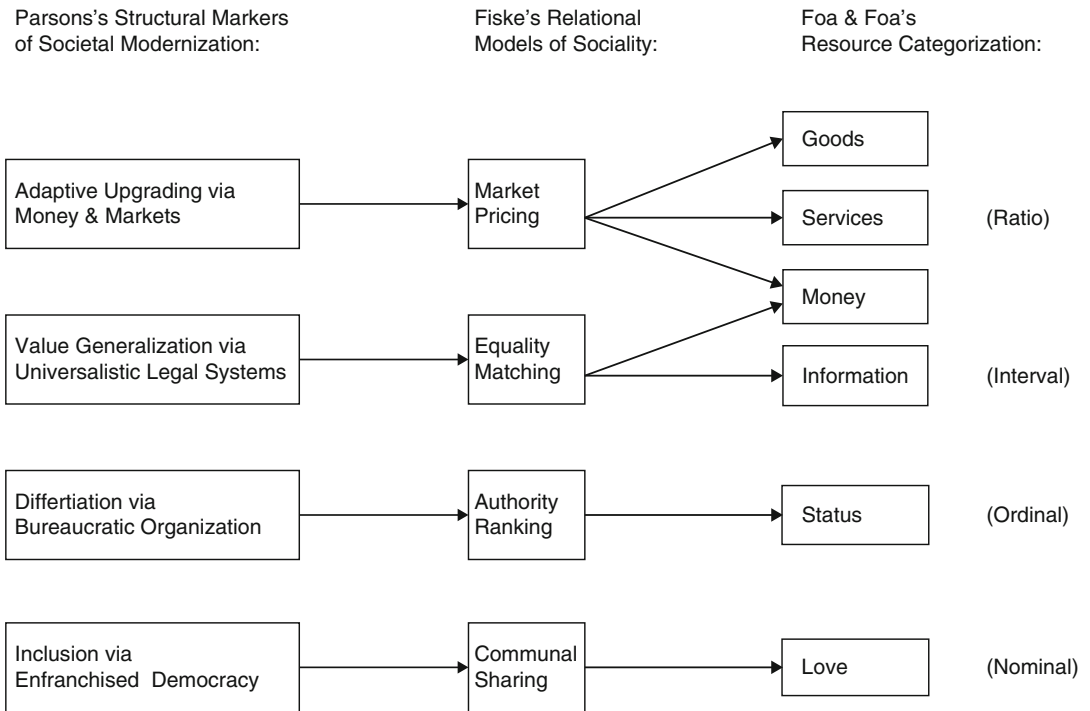 Parsons's Structural Markers
of Societal Modernization:
Fiske's Relational
Models of Sociality:
Foa & Foa's
Resource Categorization:
Adaptive Upgrading via
Money & Markets
Market
Pricing
Goods
Services
(Ratio)
Money
Value Generalization via
Universalistic Legal Systems
Equality
Matching
Information
(Interval)
Differtiation via
Bureaucratic Organization
Authority
Ranking
Status
(Ordinal)
Inclusion via
Enfranchised Democracy
Communal
Sharing
Love
(Nominal)